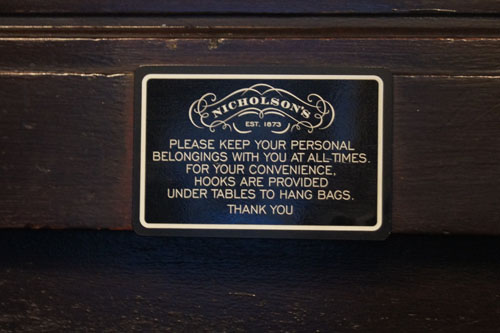 NICHOLSON'S
EST. 1873
PLEASE KEEP YOUR PERSONAL
BELONGINGS WITH YOU AT ALL-TIMES.
FOR YOUR CONVENIENCE,
HOOKS ARE PROVIDED
UNDER TABLES TO HANG BAGS.
THANK YOU